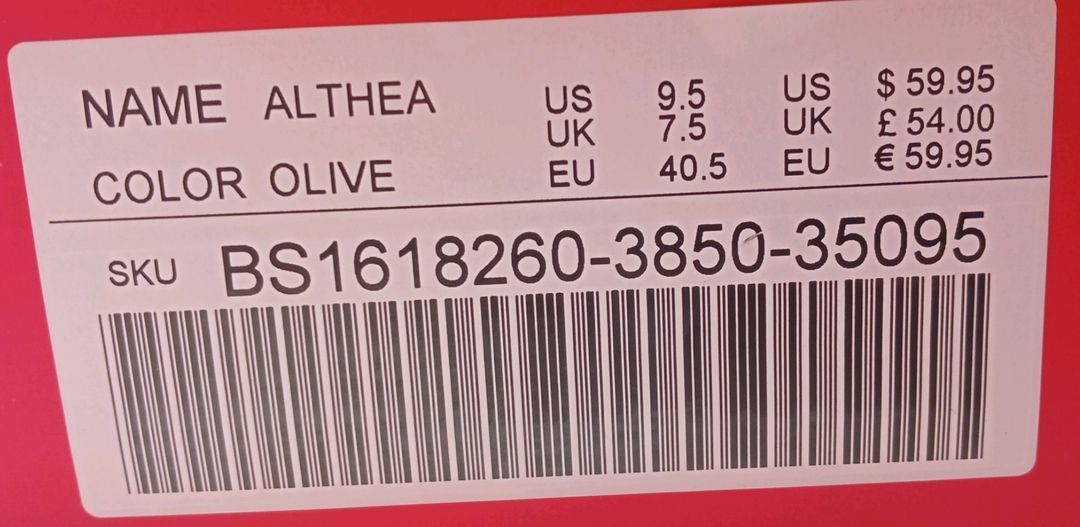 NAME ALTHEA
COLOR OLIVE
US 9.5
UK 7.5
EU 40.5
US $ 59.95
UK £ 54.00
EU € 59.95
SKU BS1618260-3850-35095